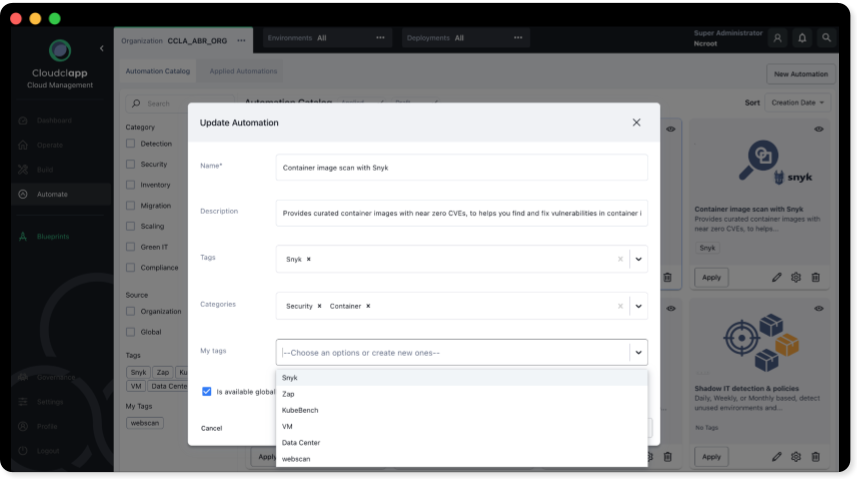 Organization CCLA_ABR_ORG ···
Environments All ···
Deployments All ···
Super Administrator
Ncroot
Cloudclapp
Cloud Management
Dashboard
Operate
Build
Automate
Blueprints
Governance
Settings
Profile
Logout
Automation Catalog
Applied Automations
New Automation
Search
Automation Catalog
Sort
Creation Date
Category
Detection
Security
Inventory
Migration
Scaling
Green IT
Compliance
Source
Organization
Global
Tags
Snyk
Zap
Ku
VM
Data Cente
My Tags
webscan
Update Automation
Name*
Container image scan with Snyk
Description
Provides curated container images with near zero CVEs, to helps you find and fix vulnerabilities in container i
Tags
Snyk ×
Categories
Security ×
Container ×
My tags
--Choose an options or create new ones--
Snyk
Zap
KubeBench
VM
Data Center
webscan
Is available global
Cancel
snyk
Container image scan with Snyk
Provides curated container images with
near zero CVEs, to helps...
Snyk
Apply
Shadow IT detection & policies
Daily, Weekly, or Monthly based, detect
unused environments and...
No Tags
Apply
Apply